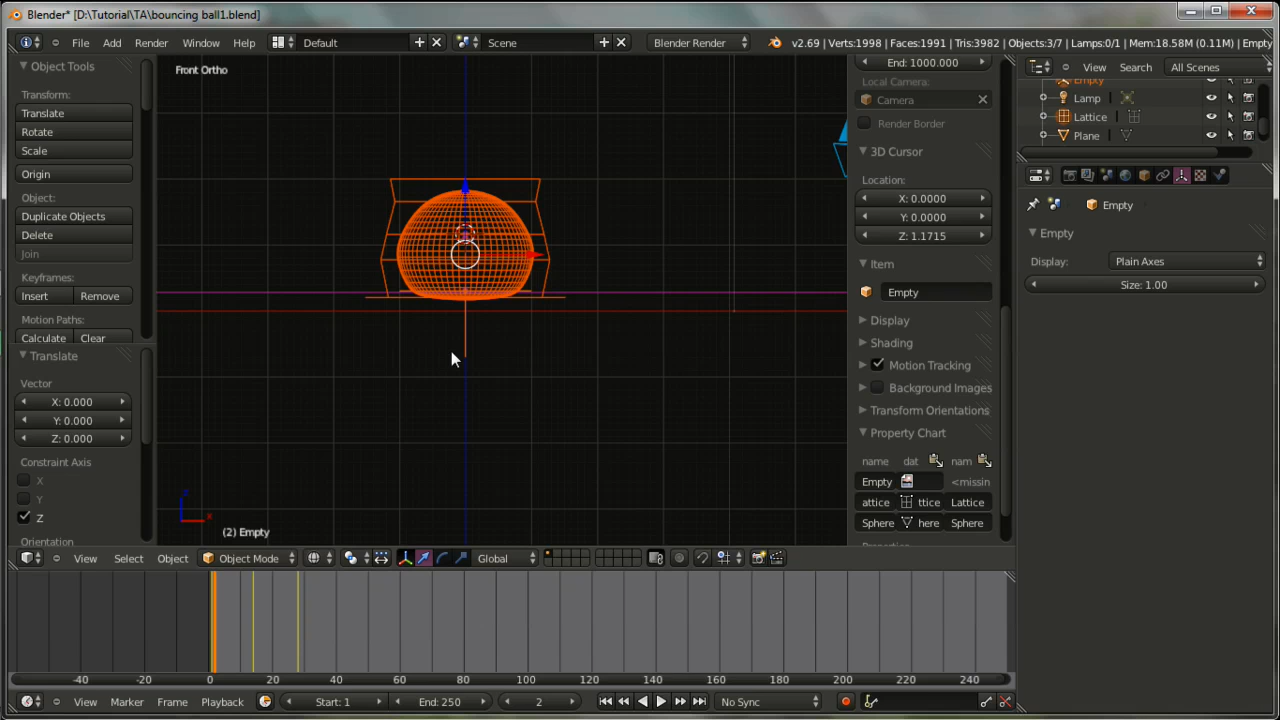 Blender* [D:\Tutorial\TA\bouncing ball1.blend]
File Add Render Window Help Default Scene Blender Render v2.69 | Verts:1998 | Faces:1991 | Tris:3982 | Objects:3/7 | Lamps:0/1 | Mem:18.58M (0.11M) | Empty
Object Tools
Transform:
Translate
Rotate
Scale
Origin
Object:
Duplicate Objects
Delete
Join
Keyframes:
Insert Remove
Motion Paths:
Calculate Clear
Translate
Vector
X: 0.000
Y: 0.000
Z: 0.000
Constraint Axis
X
Y
Z
Orientation
Front Ortho
(2) Empty
End: 1000.000
Local Camera:
Camera
Render Border
3D Cursor
Location:
X: 0.0000
Y: 0.0000
Z: 1.1715
Item
Empty
Display
Shading
Motion Tracking
Background Images
Transform Orientations
Property Chart
name dat nam
Empty <missin
attice ttice Lattice
Sphere here Sphere
View Search All Scenes
Empty
Lamp
Lattice
Plane
Empty
Empty
Display: Plain Axes
Size: 1.00
View Select Object Object Mode Global
-40 -20 0 20 40 60 80 100 120 140 160 180 200 220 240
View Marker Frame Playback Start: 1 End: 250 2 No Sync